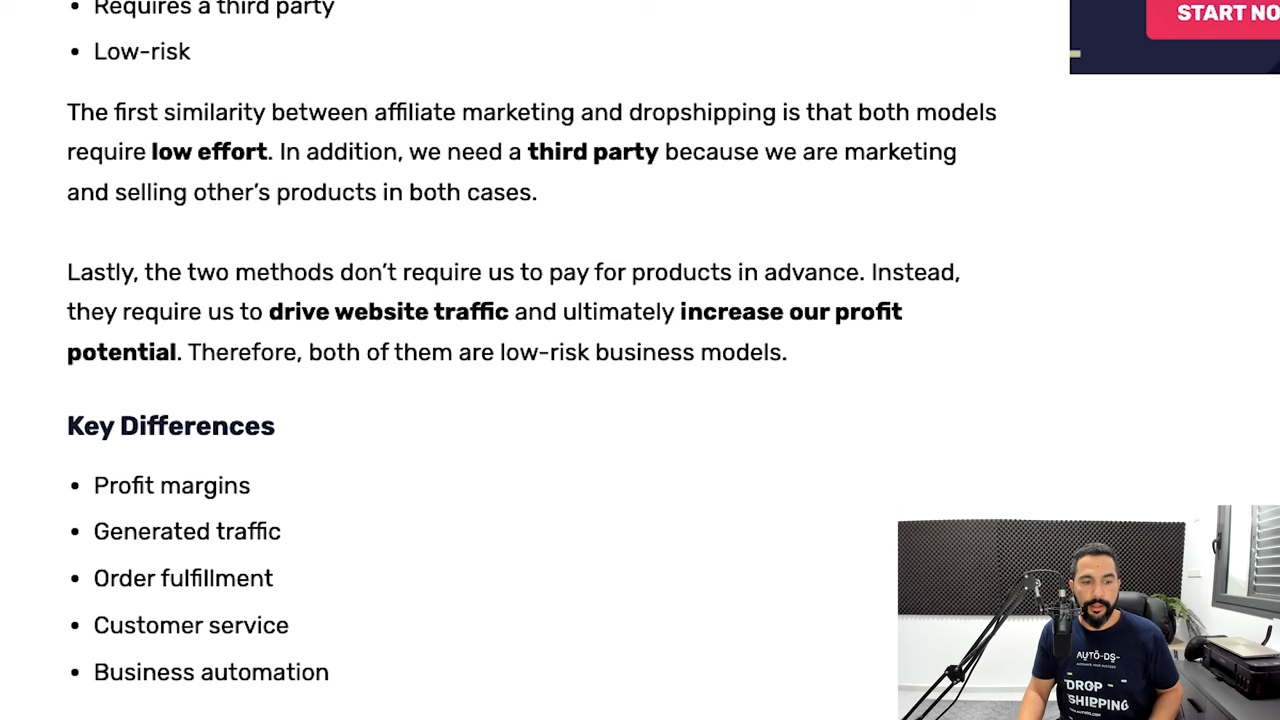 Requires a third party
START NO
Low-risk
The first similarity between affiliate marketing and dropshipping is that both models
require low effort. In addition, we need a third party because we are marketing
and selling other’s products in both cases.
Lastly, the two methods don’t require us to pay for products in advance. Instead,
they require us to drive website traffic and ultimately increase our profit
potential. Therefore, both of them are low-risk business models.
Key Differences
Profit margins
Generated traffic
Order fulfillment
Customer service
Business automation
AUTO-DS
AUTOMATE YOUR SUCCESS
DROP
SHIPPING